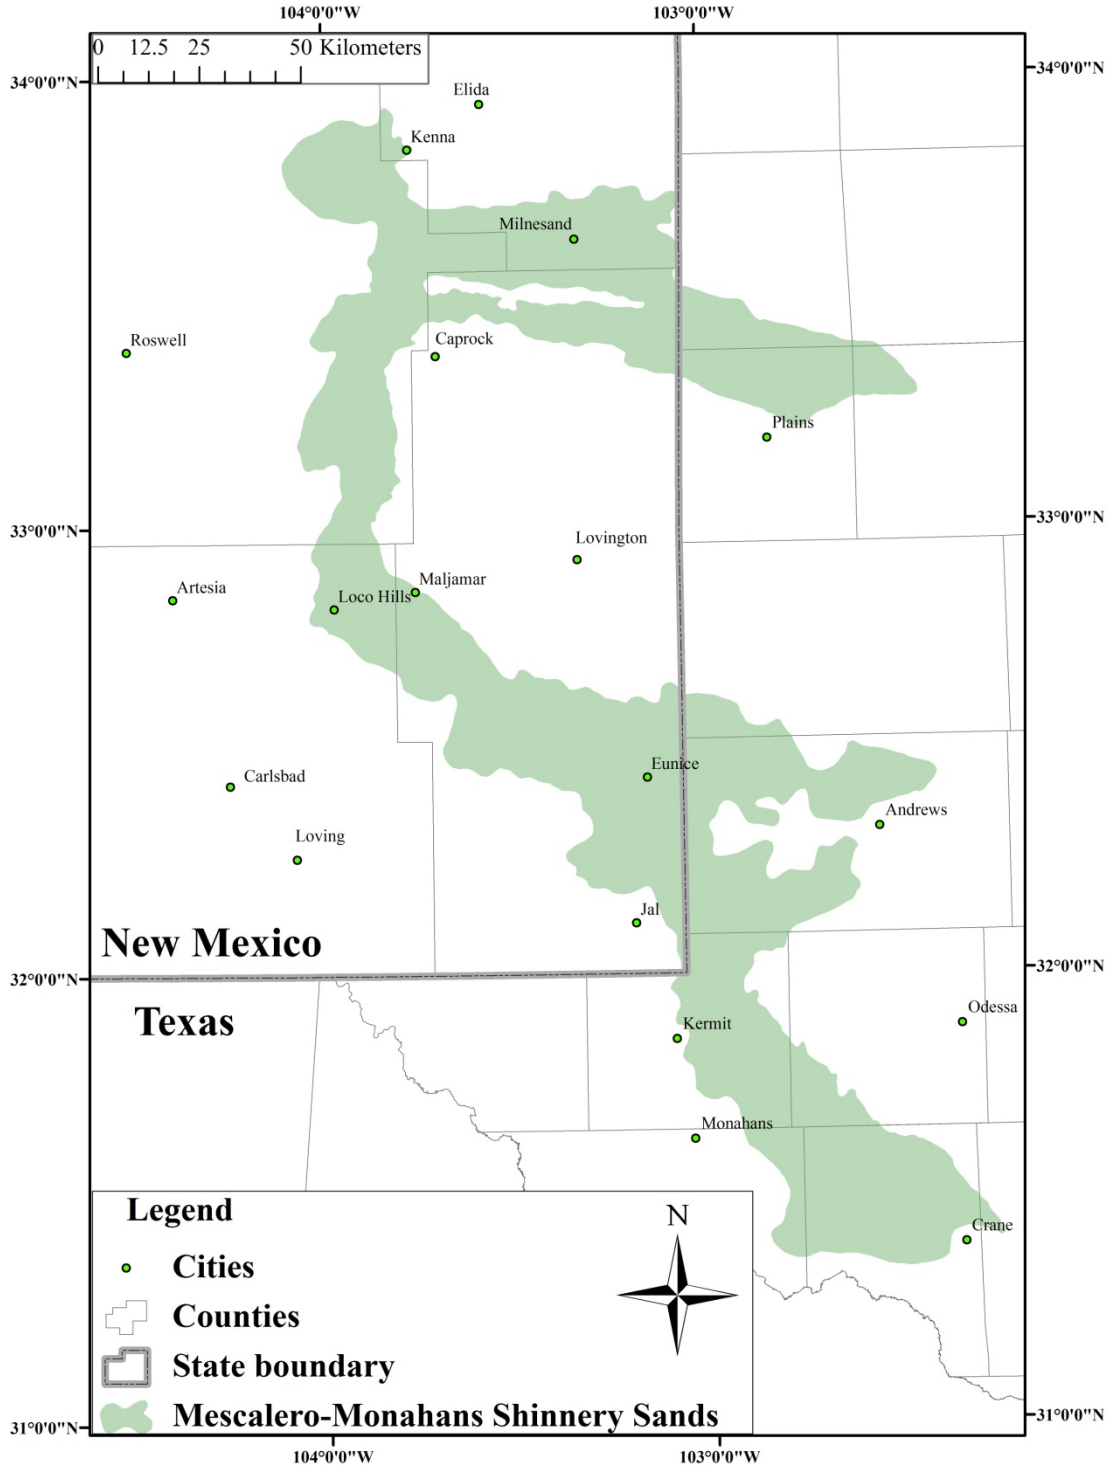 104°0'0"W 103°0'0"W
0 12.5 25 50 Kilometers
34°0'0"N 34°0'0"N
Elida
Kenna
Milnesand
Roswell
Caprock
Plains
33°0'0"N 33°0'0"N
Lovington
Artesia
Maljamar
Loco Hills
Eunice
Carlsbad
Andrews
Loving
Jal
New Mexico
32°0'0"N 32°0'0"N
Texas
Odessa
Kermit
Monahans
Legend
N
Crane
Cities
Counties
State boundary
Mescalero-Monahans Shinnery Sands
31°0'0"N 31°0'0"N
104°0'0"W 103°0'0"W